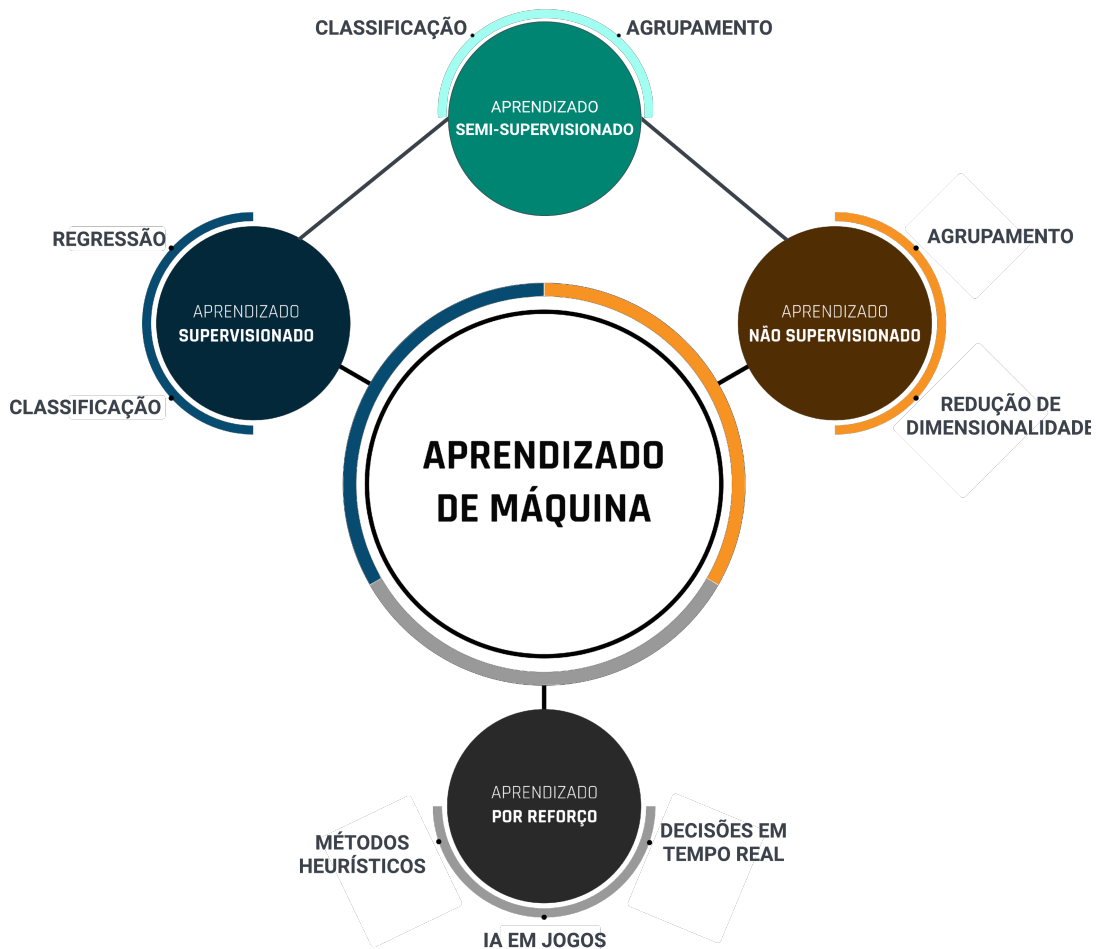 CLASSIFICAÇÃO
AGRUPAMENTO
APRENDIZADO
SEMI-SUPERVISIONADO
REGRESSÃO
APRENDIZADO
SUPERVISIONADO
CLASSIFICAÇÃO
AGRUPAMENTO
APRENDIZADO
NÃO SUPERVISIONADO
REDUÇÃO DE
DIMENSIONALIDADE
APRENDIZADO
DE MÁQUINA
APRENDIZADO
POR REFORÇO
MÉTODOS
HEURÍSTICOS
DECISÕES EM
TEMPO REAL
IA EM JOGOS